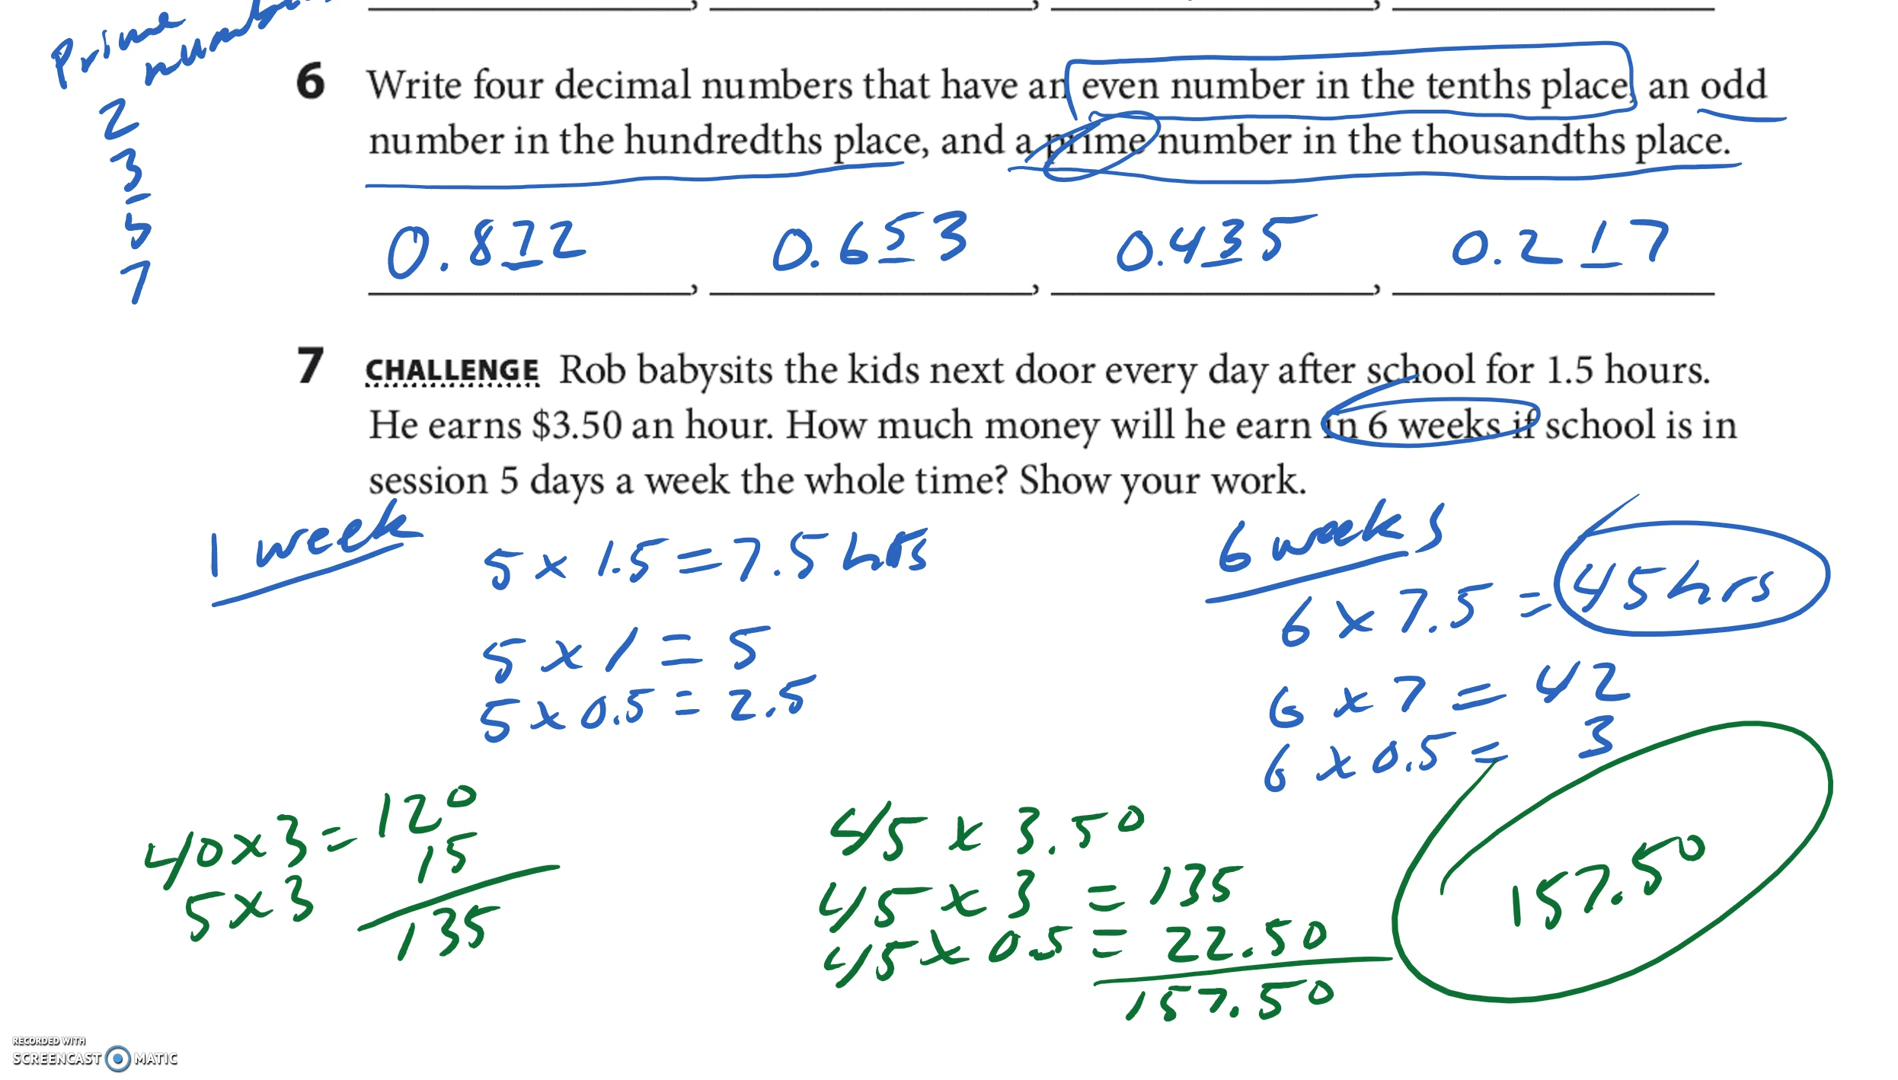 Prime
numbers
2
3
5
7
6 Write four decimal numbers that have an even number in the tenths place, an odd
number in the hundredths place, and a prime number in the thousandths place.
0.872 , 0.653 , 0.435 , 0.217
7 CHALLENGE Rob babysits the kids next door every day after school for 1.5 hours.
He earns $3.50 an hour. How much money will he earn in 6 weeks if school is in
session 5 days a week the whole time? Show your work.
1 week
5 x 1.5 = 7.5 hrs
5 x 1 = 5
5 x 0.5 = 2.5
6 weeks
6 x 7.5 = 45 hrs
6 x 7 = 42
6 x 0.5 = 3
40 x 3 = 120
5 x 3 15
135
45 x 3.50
45 x 3 = 135
45 x 0.5 = 22.50
157.50
157.50
RECORDED WITH
SCREENCAST MATIC